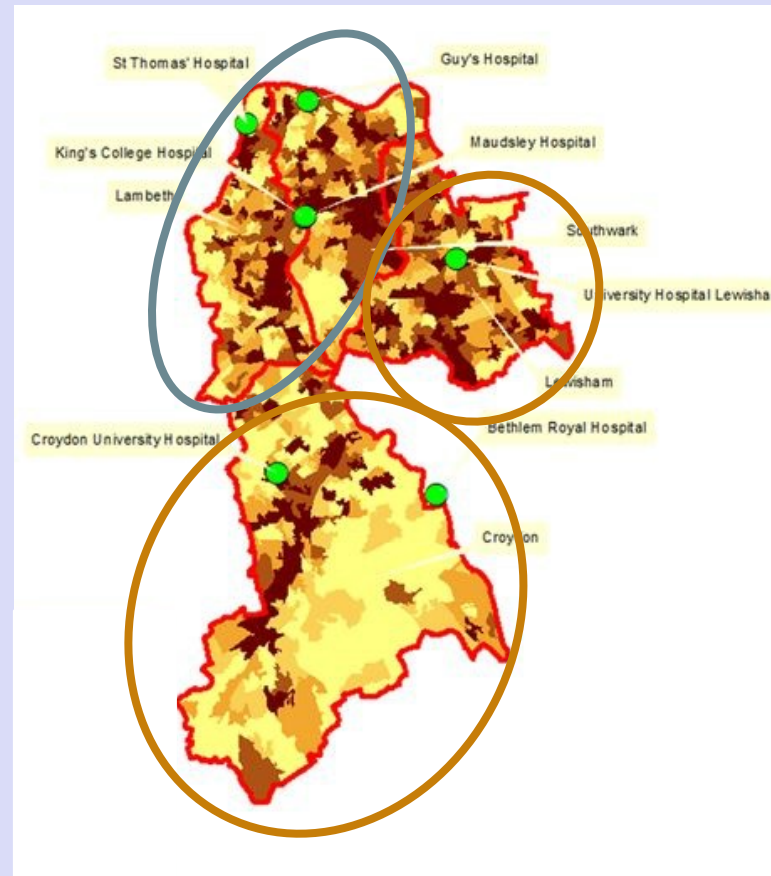 St Thomas' Hospital
Guy's Hospital
King's College Hospital
Maudsley Hospital
Lambeth
Southwark
University Hospital Lewisha
Lewisham
Croydon University Hospital
Bethlem Royal Hospital
Croydon